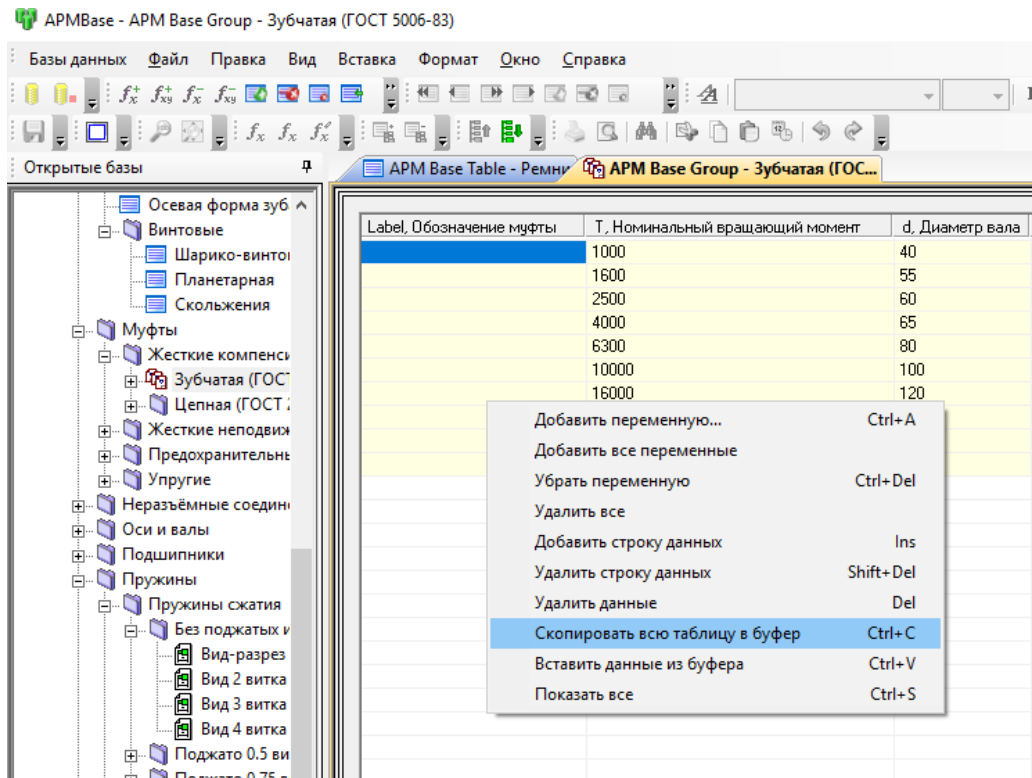 APMBase - APM Base Group - Зубчатая (ГОСТ 5006-83)
Базы данных Файл Правка Вид Вставка Формат Окно Справка
Открытые базы
APM Base Table - Ремни
APM Base Group - Зубчатая (ГОС...
Осевая форма зуб
Винтовые
Шарико-винто
Планетарная
Скольжения
Муфты
Жесткие компенси
Зубчатая (ГОСТ
Цепная (ГОСТ 2
Жесткие неподвиж
Предохранительнь
Упругие
Неразъёмные соедин
Оси и валы
Подшипники
Пружины
Пружины сжатия
Без поджатых и
Вид-разрез
Вид 2 витка
Вид 3 витка
Вид 4 витка
Поджато 0.5 ви
Поджато 0.75 в
Label, Обозначение муфты T, Номинальный вращающий момент d, Диаметр вала
1000 40
1600 55
2500 60
4000 65
6300 80
10000 100
16000 120
Добавить переменную... Ctrl+A
Добавить все переменные
Убрать переменную Ctrl+Del
Удалить все
Добавить строку данных Ins
Удалить строку данных Shift+Del
Удалить данные Del
Скопировать всю таблицу в буфер Ctrl+C
Вставить данные из буфера Ctrl+V
Показать все Ctrl+S